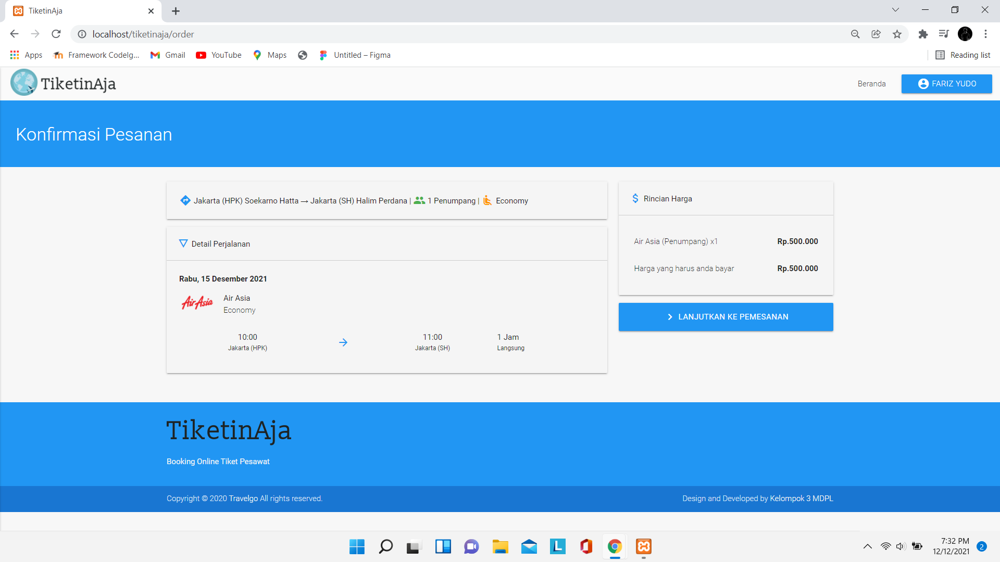 TiketinAja
localhost/tiketinaja/order
Apps Framework CodeIg... Gmail YouTube Maps Untitled – Figma Reading list
TiketinAja Beranda FARIZ YUDO
Konfirmasi Pesanan
Jakarta (HPK) Soekarno Hatta → Jakarta (SH) Halim Perdana | 1 Penumpang | Economy
Detail Perjalanan
Rabu, 15 Desember 2021
AirAsia
Air Asia
Economy
10:00 → 11:00 1 Jam
Jakarta (HPK) Jakarta (SH) Langsung
Rincian Harga
Air Asia (Penumpang) x1 Rp.500.000
Harga yang harus anda bayar Rp.500.000
LANJUTKAN KE PEMESANAN
TiketinAja
Booking Online Tiket Pesawat
Copyright © 2020 Travelgo All rights reserved. Design and Developed by Kelompok 3 MDPL
L
7:32 PM
12/12/2021
2